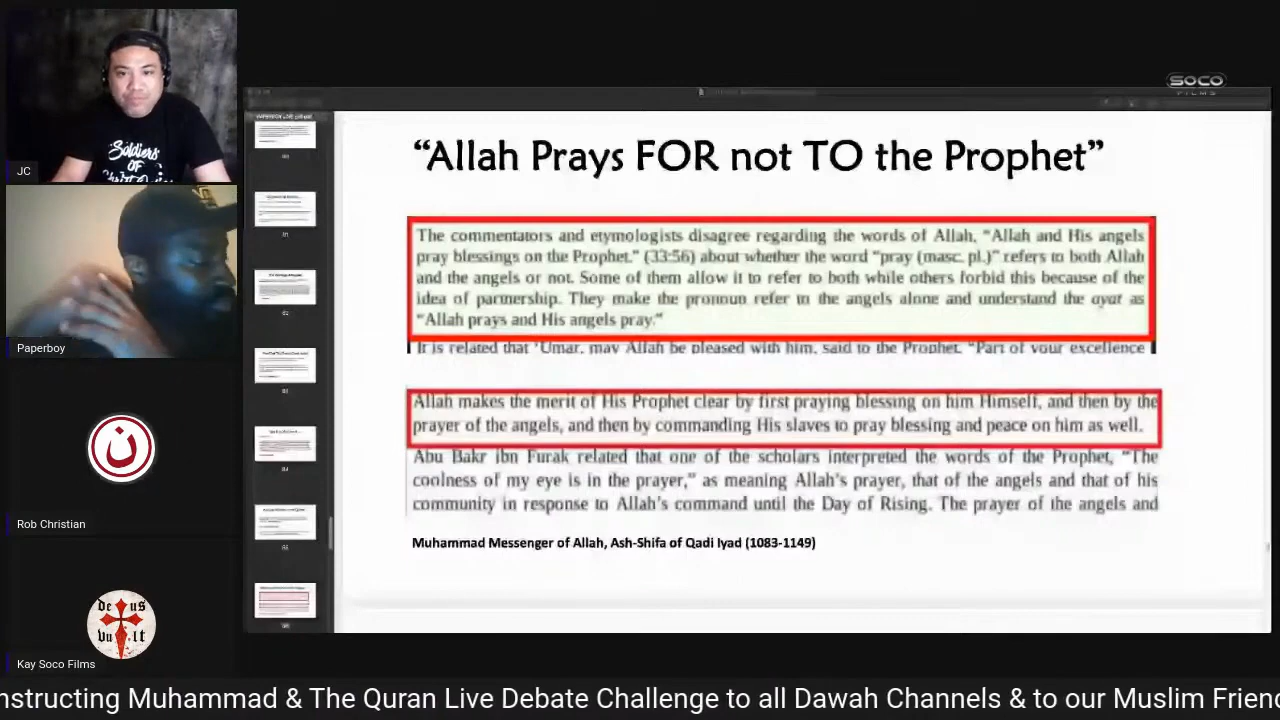 SOCO
FILMS
JC
Soldiers
OF
Paperboy
ن
Rob Christian
de us
vu lt
Kay Soco Films
“Allah Prays FOR not TO the Prophet”
The commentators and etymologists disagree regarding the words of Allah, “Allah and His angels
pray blessings on the Prophet.” (33:56) about whether the word “pray (masc. pl.)” refers to both Allah
and the angels or not. Some of them allow it to refer to both while others forbid this because of the
idea of partnership. They make the pronoun refer to the angels alone and understand the ayat as
“Allah prays and His angels pray.”
It is related that ‘Umar, may Allah be pleased with him, said to the Prophet, “Part of your excellence
Allah makes the merit of His Prophet clear by first praying blessing on him Himself, and then by the
prayer of the angels, and then by commanding His slaves to pray blessing and peace on him as well.
Abu Bakr ibn Furak related that one of the scholars interpreted the words of the Prophet, “The
coolness of my eye is in the prayer,” as meaning Allah’s prayer, that of the angels and that of his
community in response to Allah’s command until the Day of Rising. The prayer of the angels and
Muhammad Messenger of Allah, Ash-Shifa of Qadi Iyad (1083-1149)
nstructing Muhammad & The Quran Live Debate Challenge to all Dawah Channels & to our Muslim Friend